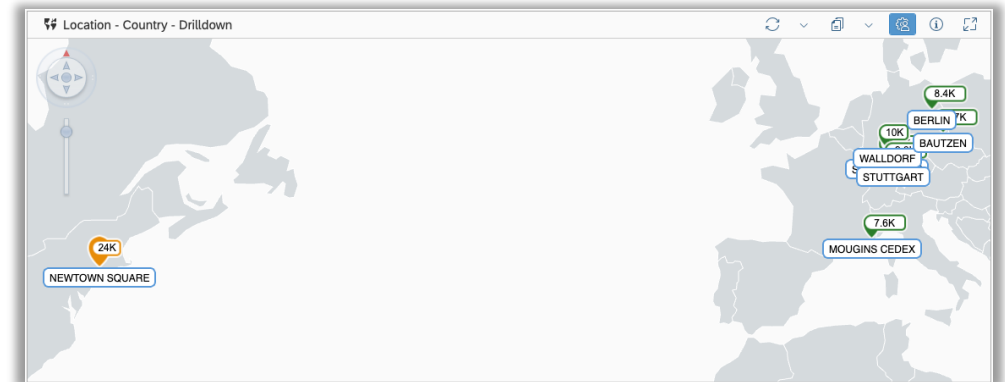 Location - Country - Drilldown
8.4K
BERLIN
10K
BAUTZEN
WALLDORF
STUTTGART
7.6K
24K
MOUGINS CEDEX
NEWTOWN SQUARE